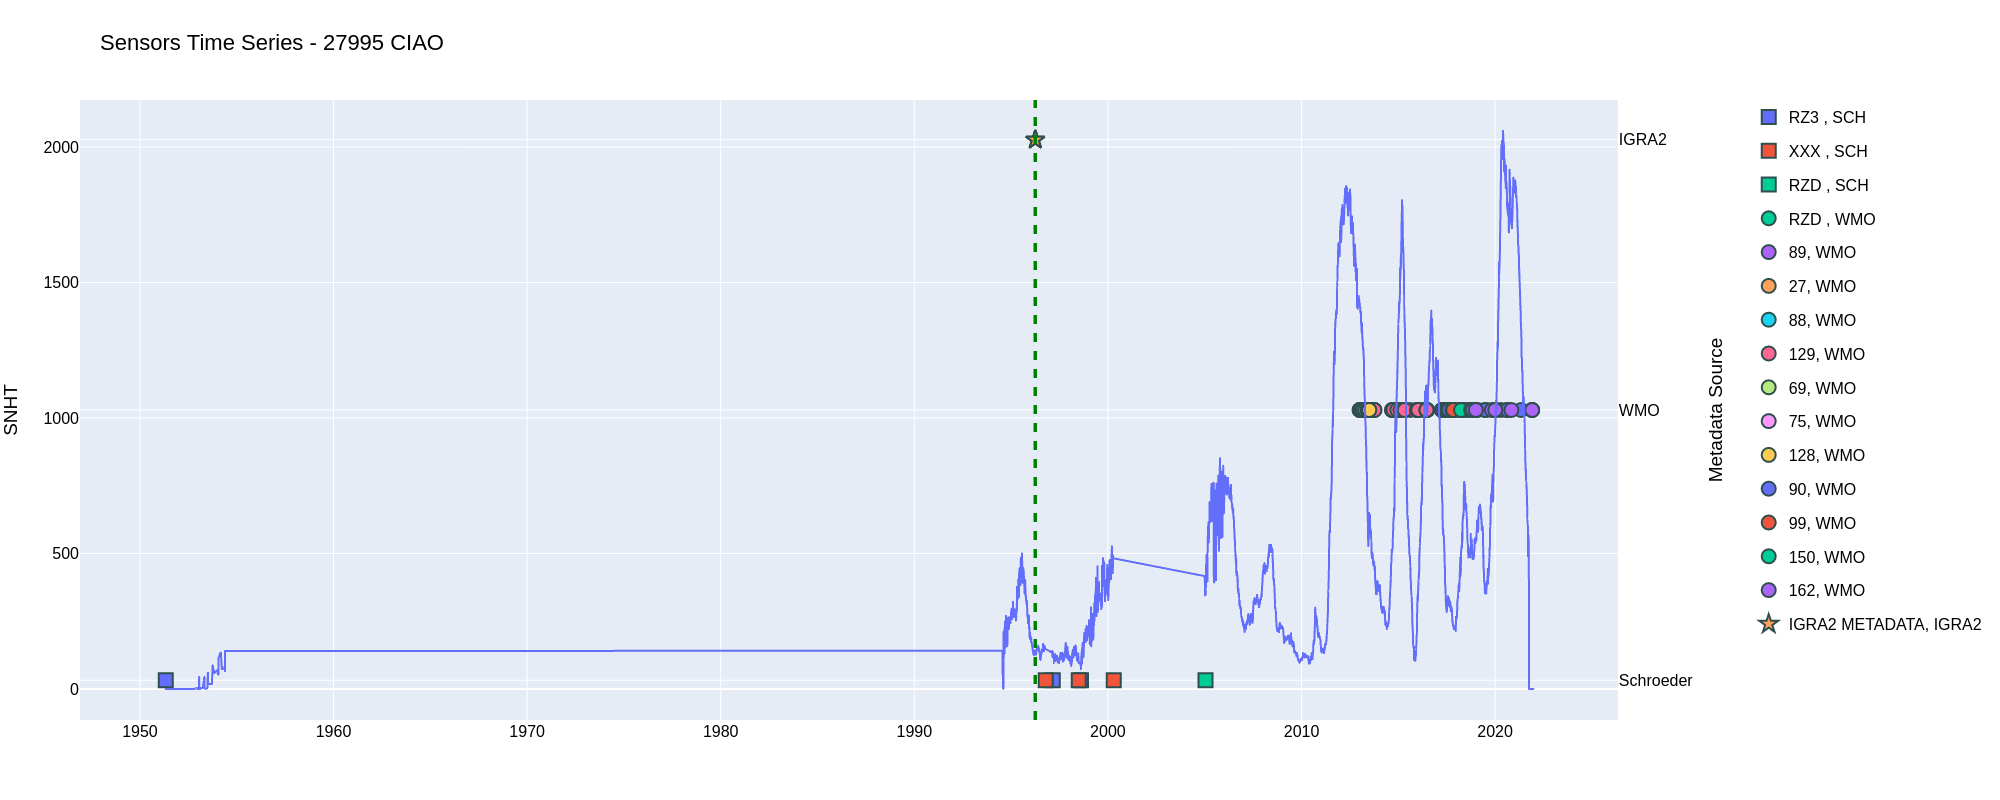 Sensors Time Series - 27995 CIAO
SNHT
2000
1500
1000
500
0
1950
1960
1970
1980
1990
2000
2010
2020
IGRA2
WMO
Schroeder
Metadata Source
RZ3 , SCH
XXX , SCH
RZD , SCH
RZD , WMO
89, WMO
27, WMO
88, WMO
129, WMO
69, WMO
75, WMO
128, WMO
90, WMO
99, WMO
150, WMO
162, WMO
IGRA2 METADATA, IGRA2